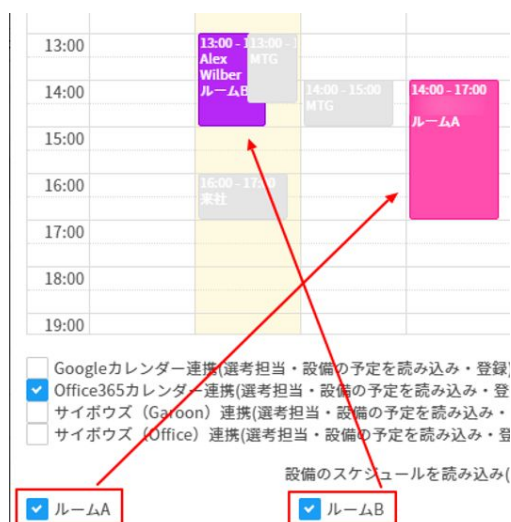 13:00
14:00
15:00
16:00
17:00
18:00
19:00
13:00 - 1
Alex
Wilber
ルームB
13:00 - 1
MTG
14:00 - 15:00
MTG
14:00 - 17:00
ルームA
16:00 - 17:00
来社
Googleカレンダー連携(選考担当・設備の予定を読み込み・登録)
Office365カレンダー連携(選考担当・設備の予定を読み込み・登
サイボウズ（Garoon）連携(選考担当・設備の予定を読み込み・
サイボウズ（Office）連携(選考担当・設備の予定を読み込み・登
設備のスケジュールを読み込み(
ルームA
ルームB